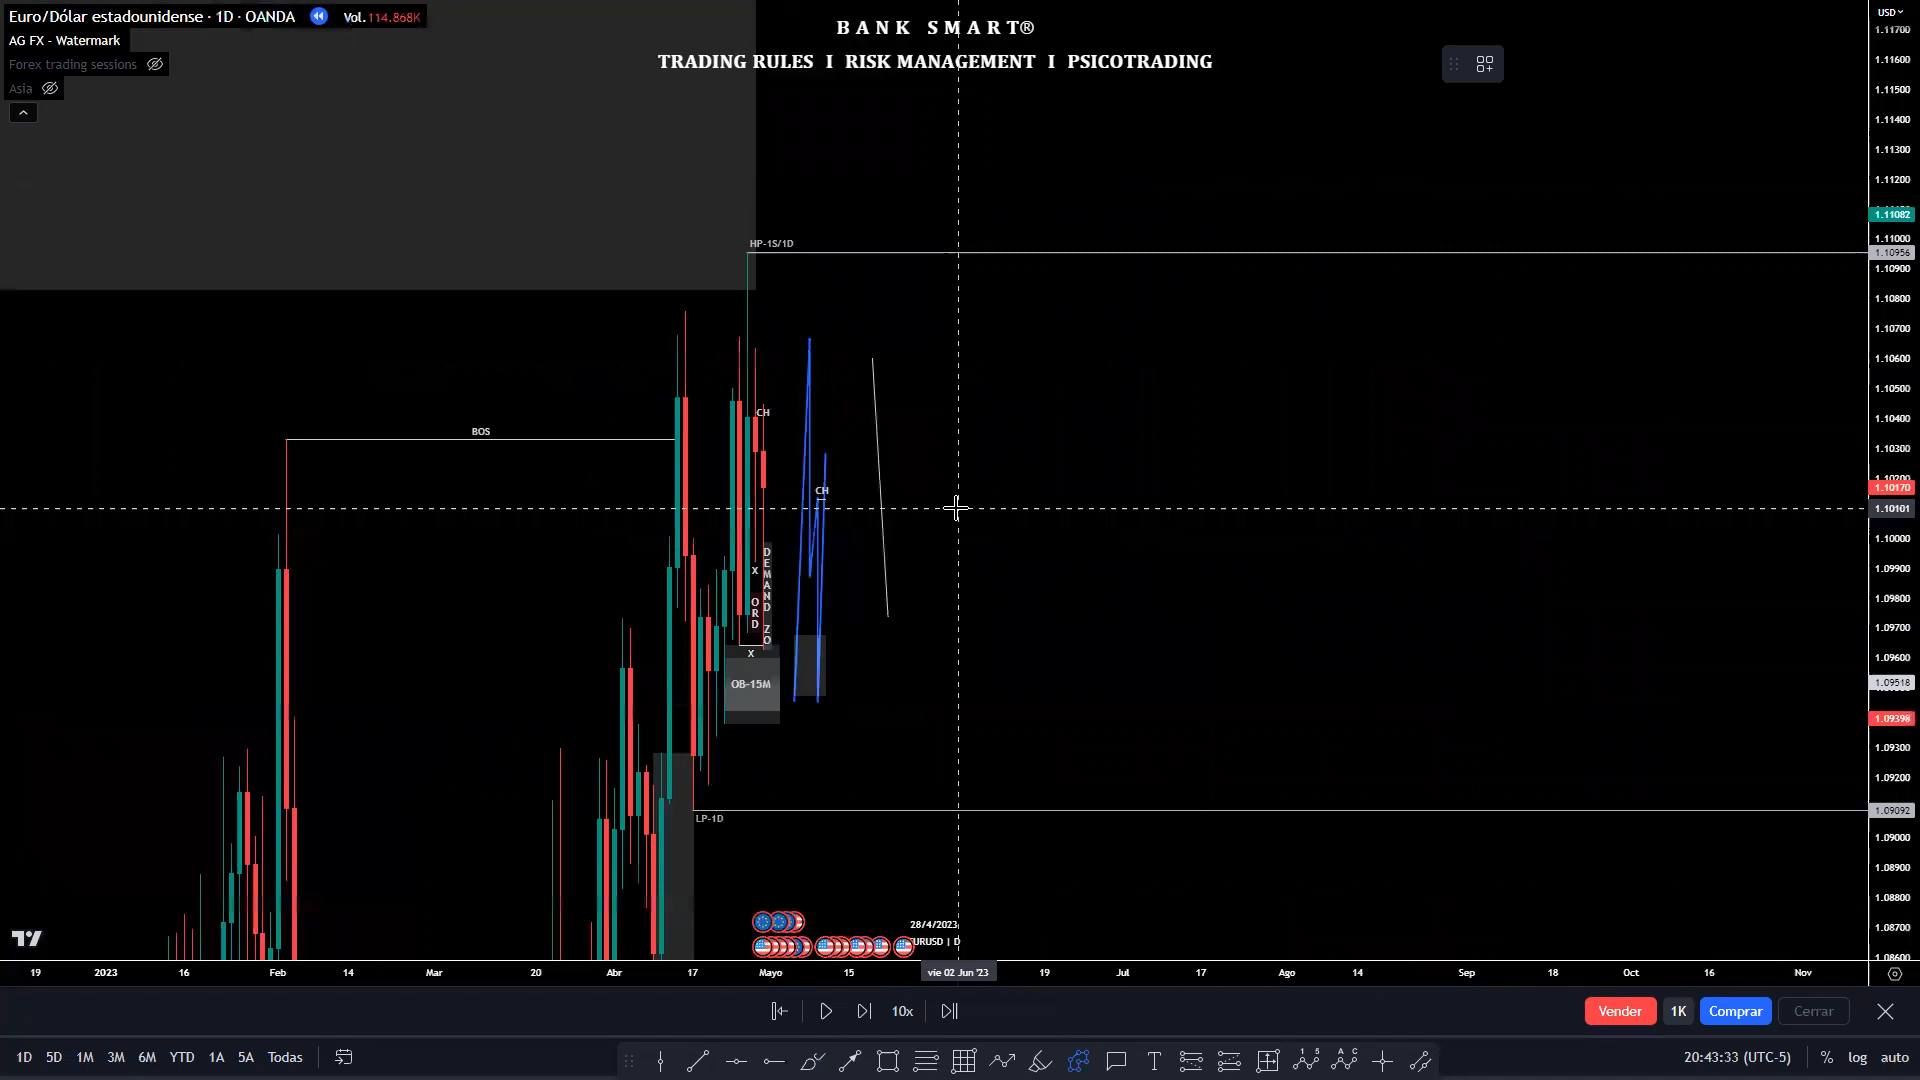 Euro/Dólar estadounidense · 1D · OANDA
Vol. 114.868K
AG FX - Watermark
Forex trading sessions
Asia
BANK SMART®
TRADING RULES I RISK MANAGEMENT I PSICOTRADING
USD
1.11700
1.11600
1.11500
1.11400
1.11300
1.11200
1.11082
1.11000
1.10956
1.10900
1.10800
1.10700
1.10600
1.10500
1.10400
1.10300
1.10170
1.10101
1.10000
1.09900
1.09800
1.09700
1.09600
1.09518
1.09398
1.09300
1.09200
1.09092
1.09000
1.08900
1.08800
1.08700
1.08600
HP-1S/1D
CH
BOS
CH
X
ORD
DEMAND ZO
X
OB-15M
LP-1D
28/4/2023
EURUSD | D
19
2023
16
Feb
14
Mar
20
Abr
17
Mayo
15
vie 02 Jun '23
19
Jul
17
Ago
14
Sep
18
Oct
16
Nov
10x
Vender
1K
Comprar
Cerrar
1D
5D
1M
3M
6M
YTD
1A
5A
Todas
20:43:33 (UTC-5)
%
log
auto